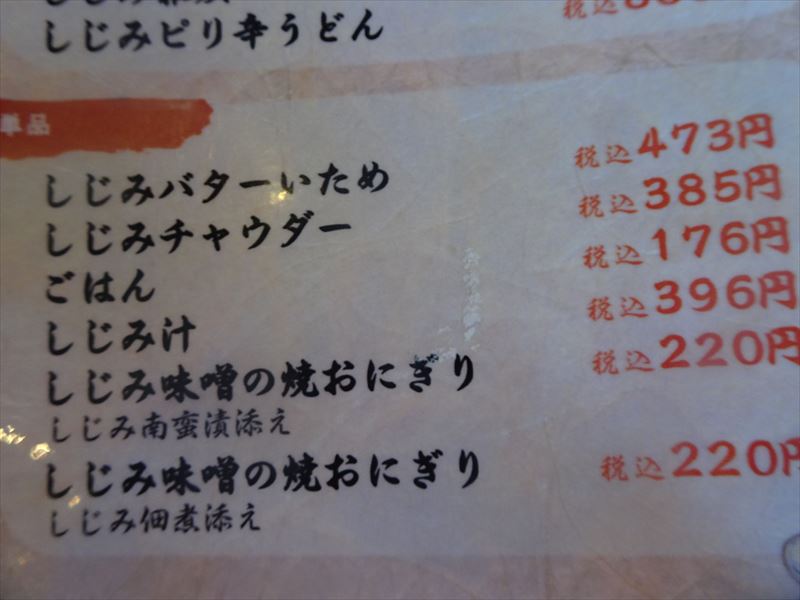 しじみピリ辛うどん
税込
単品
しじみバターいため 税込473円
しじみチャウダー 税込385円
ごはん 税込176円
しじみ汁 税込396円
しじみ味噌の焼おにぎり 税込220円
しじみ南蛮漬添え
しじみ味噌の焼おにぎり 税込220円
しじみ佃煮添え